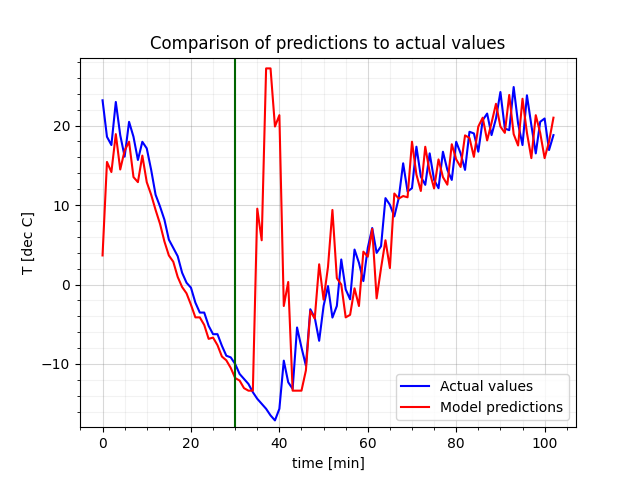 Comparison of predictions to actual values
T [dec C]
20
10
0
−10
0 20 40 60 80 100
time [min]
Actual values
Model predictions